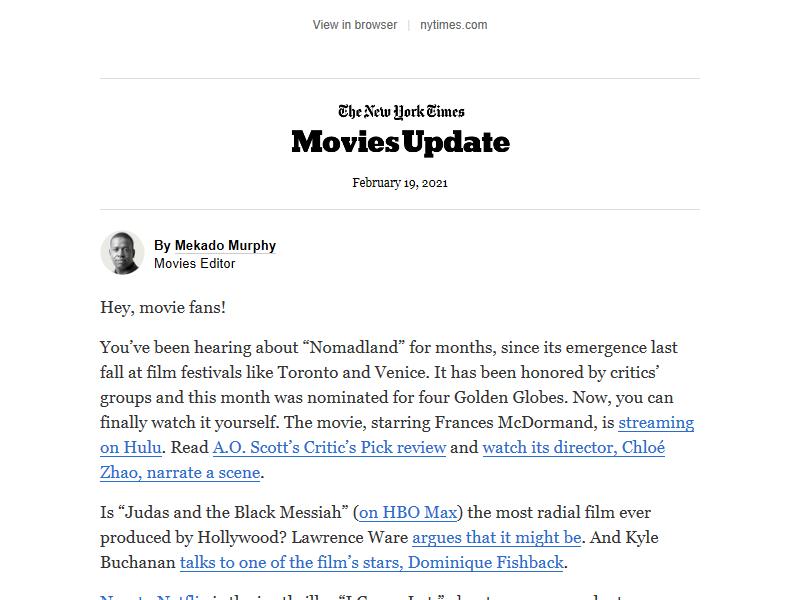 View in browser | nytimes.com
The New York Times
Movies Update
February 19, 2021
By Mekado Murphy
Movies Editor
Hey, movie fans!
You’ve been hearing about “Nomadland” for months, since its emergence last
fall at film festivals like Toronto and Venice. It has been honored by critics’
groups and this month was nominated for four Golden Globes. Now, you can
finally watch it yourself. The movie, starring Frances McDormand, is streaming
on Hulu. Read A.O. Scott’s Critic’s Pick review and watch its director, Chloé
Zhao, narrate a scene.
Is “Judas and the Black Messiah” (on HBO Max) the most radial film ever
produced by Hollywood? Lawrence Ware argues that it might be. And Kyle
Buchanan talks to one of the film’s stars, Dominique Fishback.